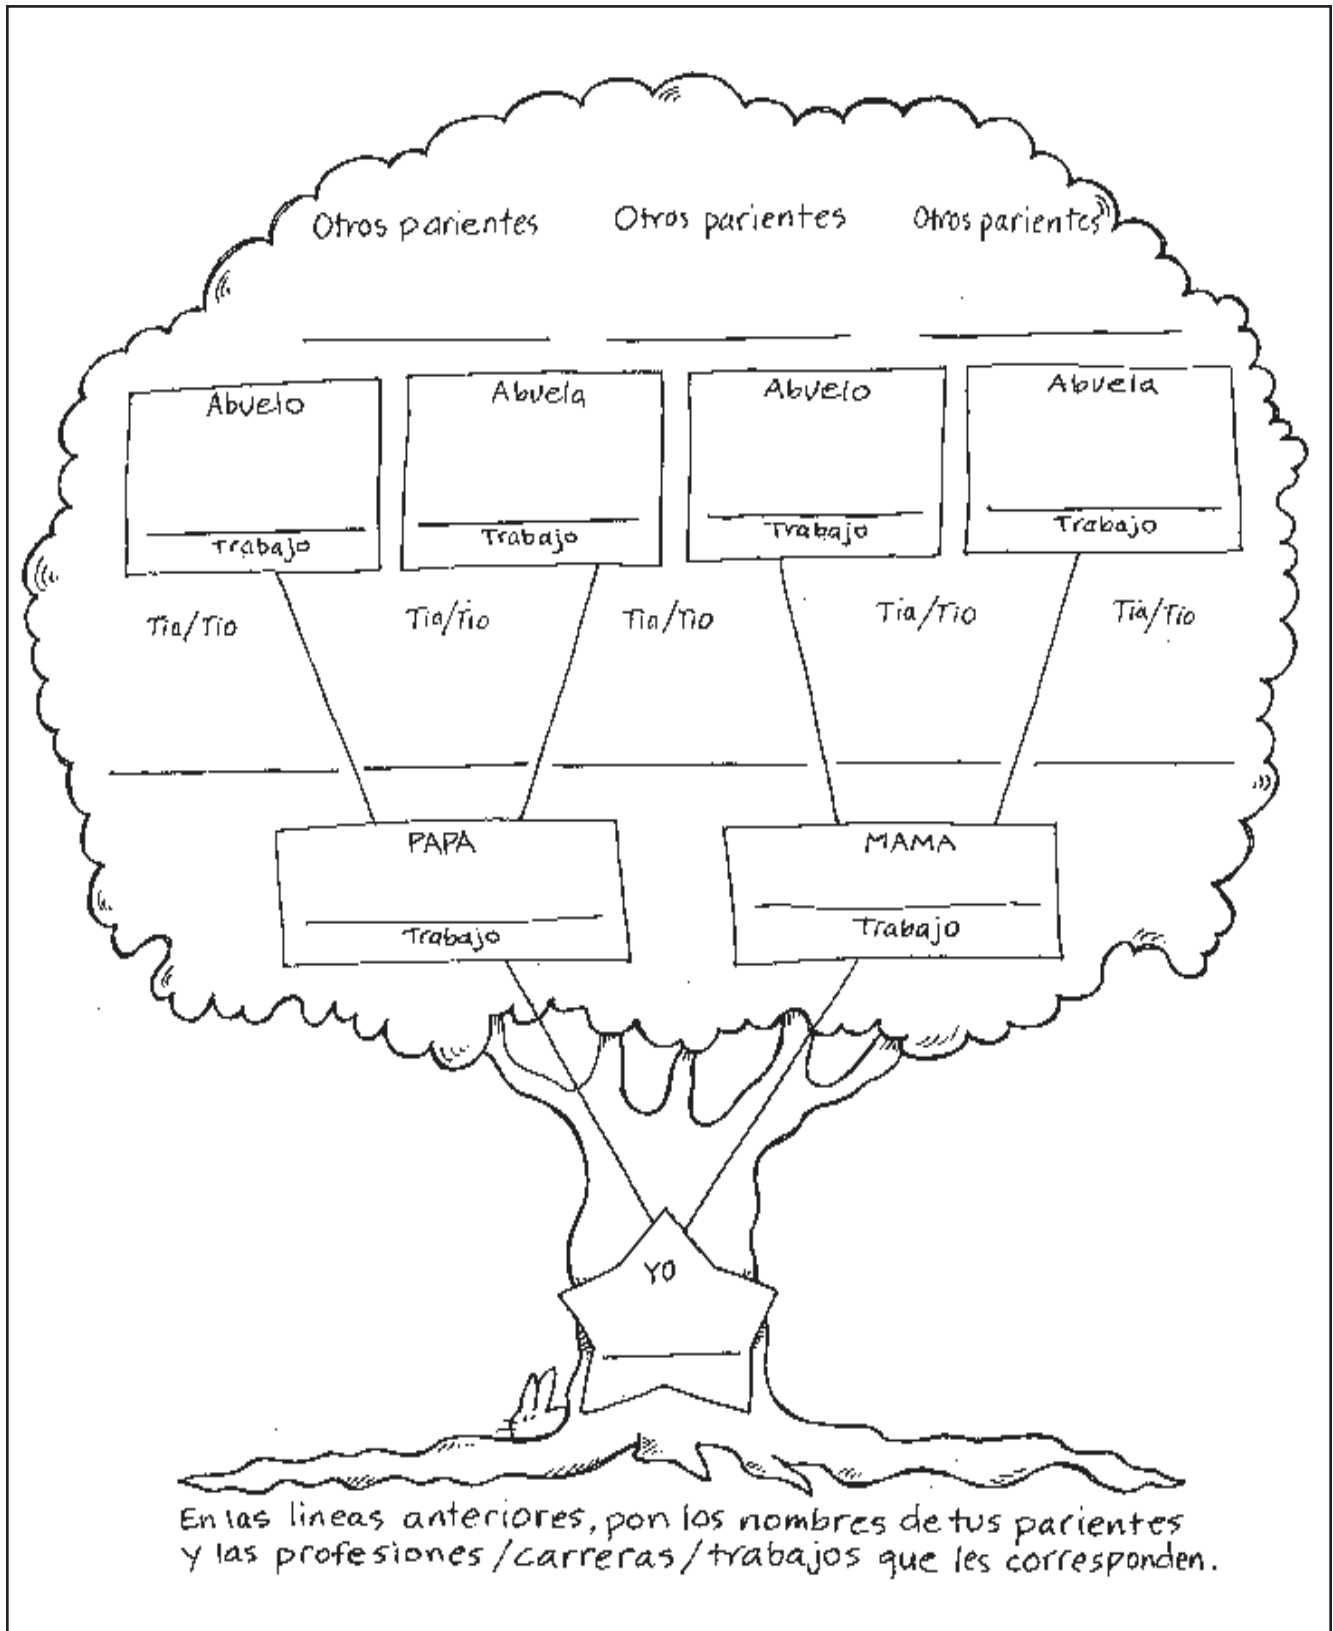 Otros parientes Otros parientes Otros parientes
Abuelo Abuela Abuelo Abuela
Trabajo Trabajo Trabajo Trabajo
Tia/Tio Tia/Tio Tia/Tio Tia/Tio Tia/Tio
PAPA MAMA
Trabajo Trabajo
YO
En las lineas anteriores, pon los nombres de tus parientes
y las profesiones/carreras/trabajos que les corresponden.